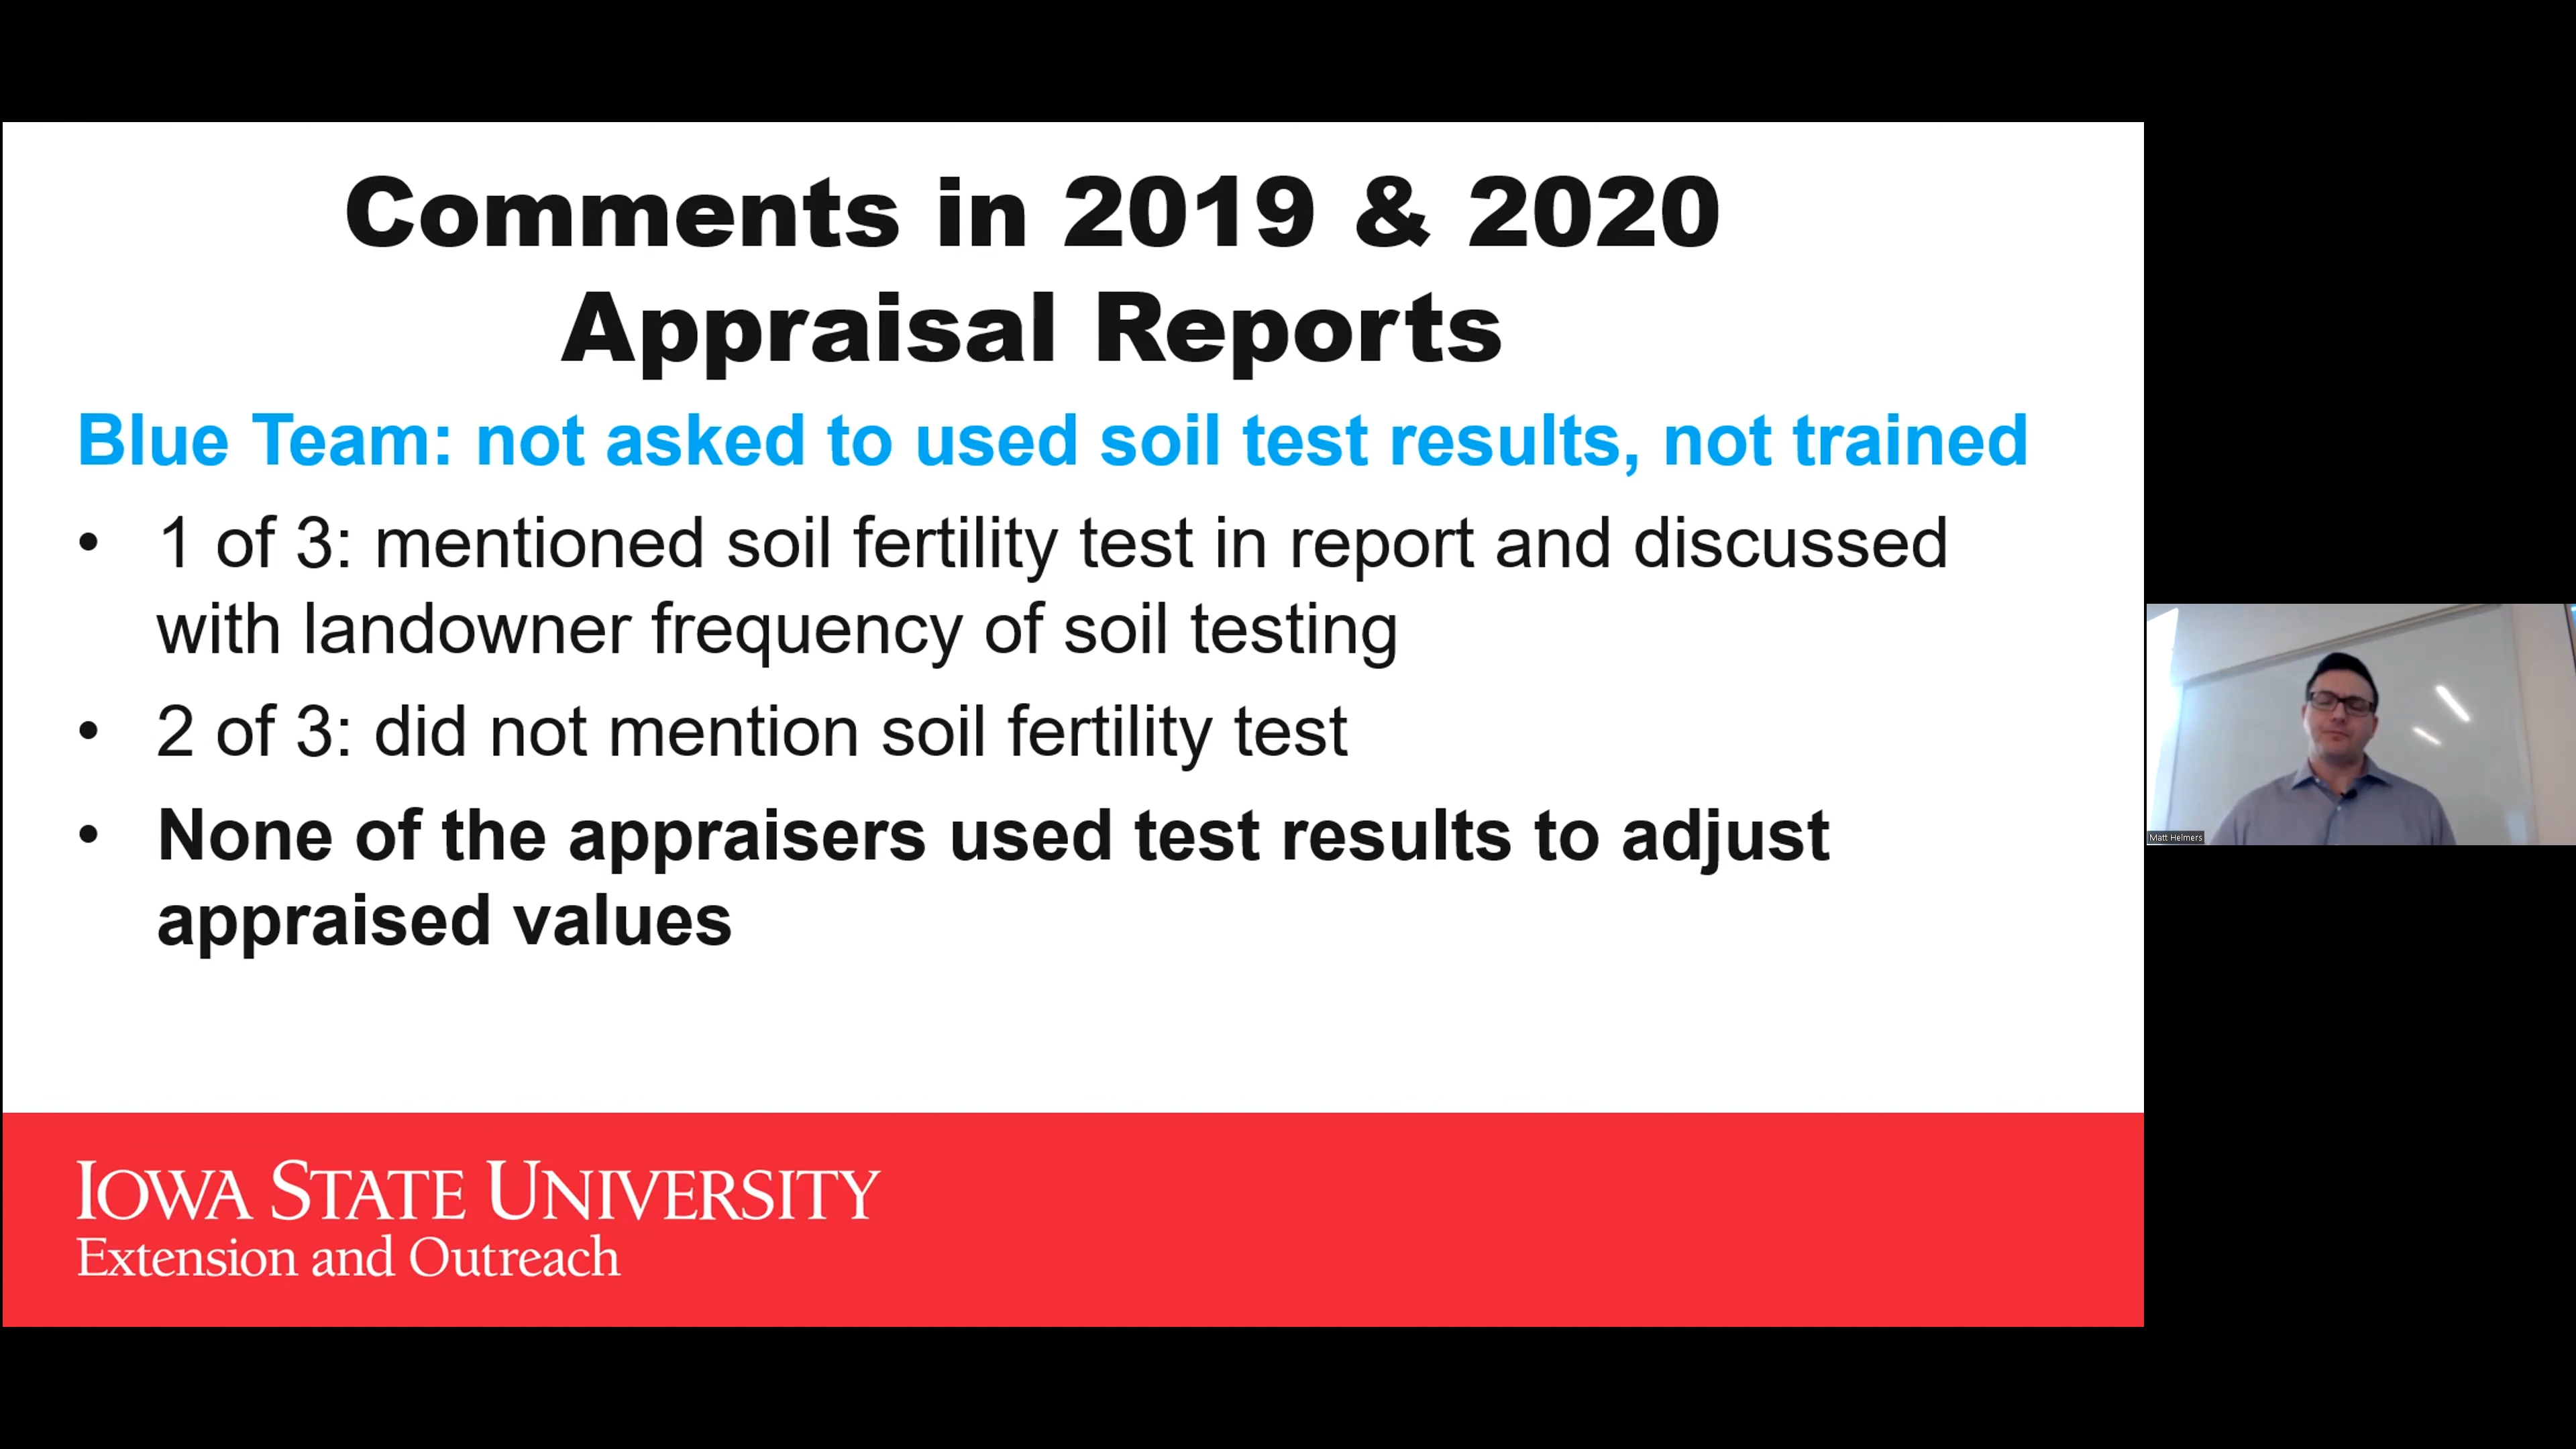 Comments in 2019 & 2020
Appraisal Reports
Blue Team: not asked to used soil test results, not trained
• 1 of 3: mentioned soil fertility test in report and discussed
with landowner frequency of soil testing
• 2 of 3: did not mention soil fertility test
• None of the appraisers used test results to adjust
appraised values
Matt Helmers
IOWA STATE UNIVERSITY
Extension and Outreach